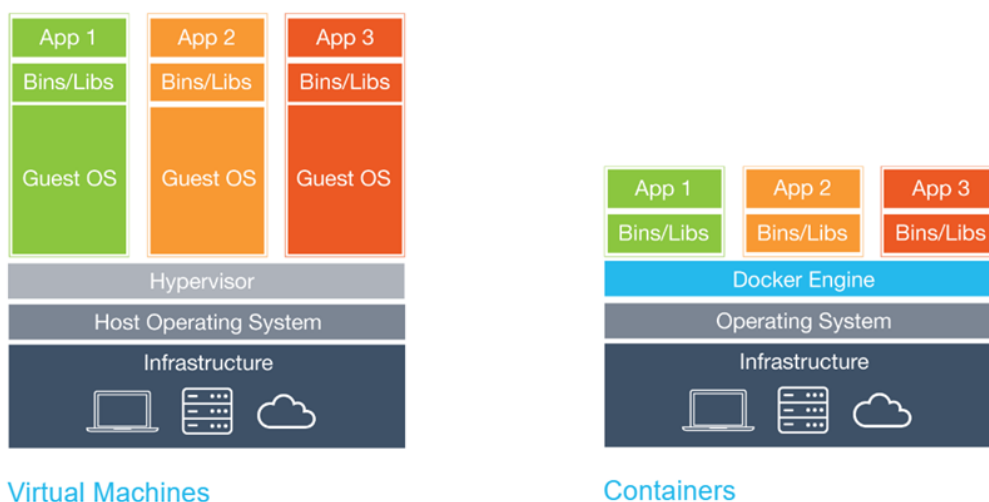 App 1
App 2
App 3
Bins/Libs
Bins/Libs
Bins/Libs
Guest OS
Guest OS
Guest OS
Hypervisor
Host Operating System
Infrastructure
Virtual Machines
App 1
App 2
App 3
Bins/Libs
Bins/Libs
Bins/Libs
Docker Engine
Operating System
Infrastructure
Containers